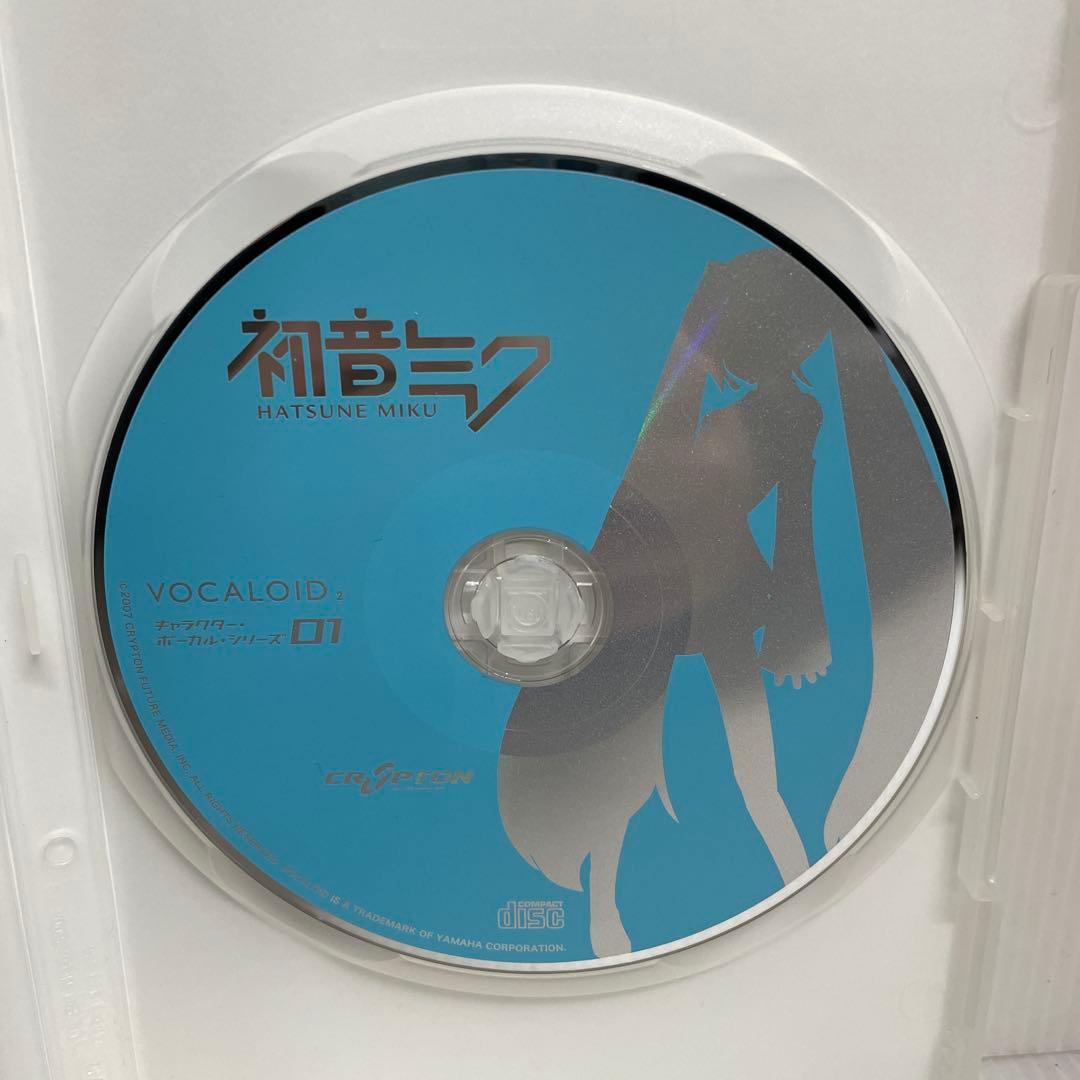 初音ミク
HATSUNE MIKU
VOCALOID 2
キャラクター・
ボーカル・シリーズ 01
CRYPTON
COMPACT
disc
©2007 CRYPTON FUTURE MEDIA, INC. ALL RIGHTS RESERVED. VOCALOID IS A TRADEMARK OF YAMAHA CORPORATION.